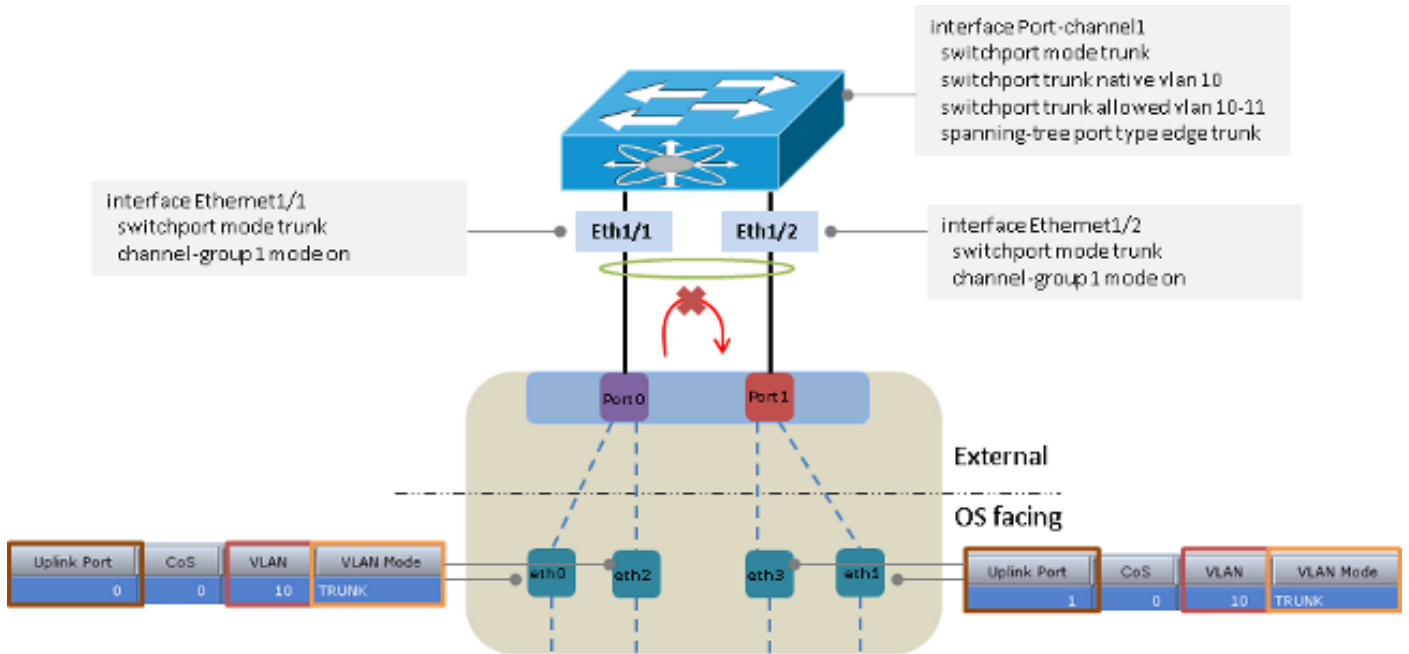 interface Port-channel1
switchport mode trunk
switchport trunk native vlan 10
switchport trunk allowed vlan 10-11
spanning-tree port type edge trunk
interface Ethernet1/1
switchport mode trunk
channel-group 1 mode on
Eth1/1
Eth1/2
interface Ethernet1/2
switchport mode trunk
channel-group 1 mode on
Port0
Port1
External
OS facing
Uplink Port CoS VLAN VLAN Mode
0 0 10 TRUNK
eth0
eth2
eth3
eth1
Uplink Port CoS VLAN VLAN Mode
1 0 10 TRUNK